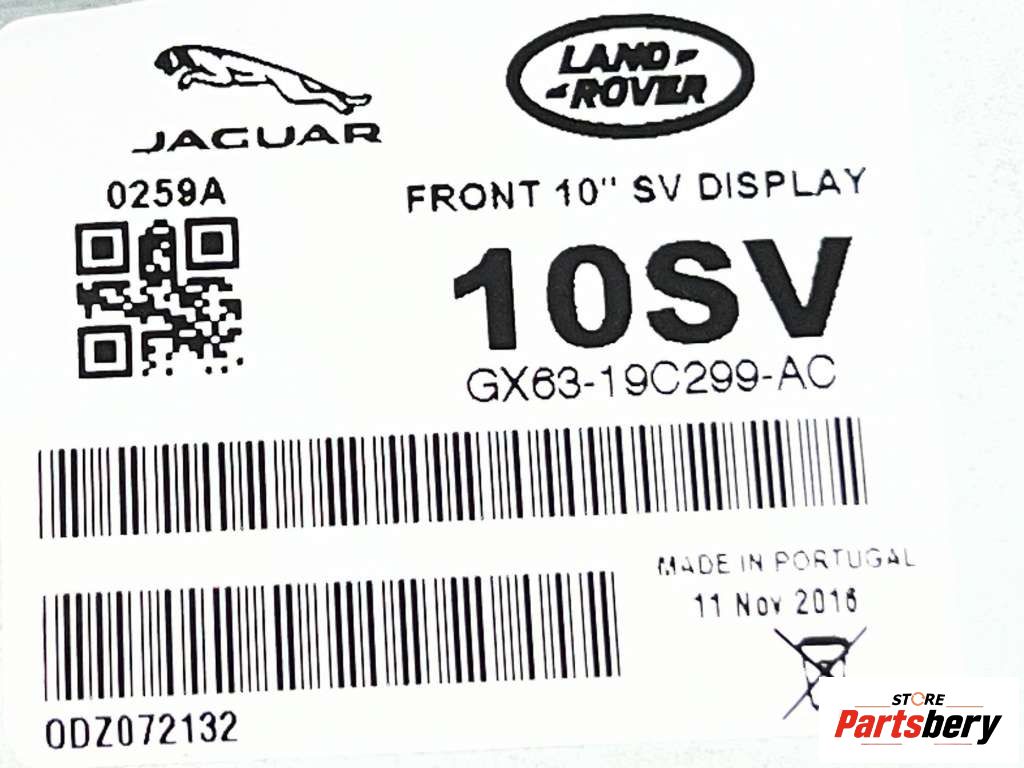 JAGUAR
LAND
ROVER
0259A
FRONT 10" SV DISPLAY
10SV
GX63-19C299-AC
MADE IN PORTUGAL
11 Nov 2016
0DZ072132
STORE
Partsbery